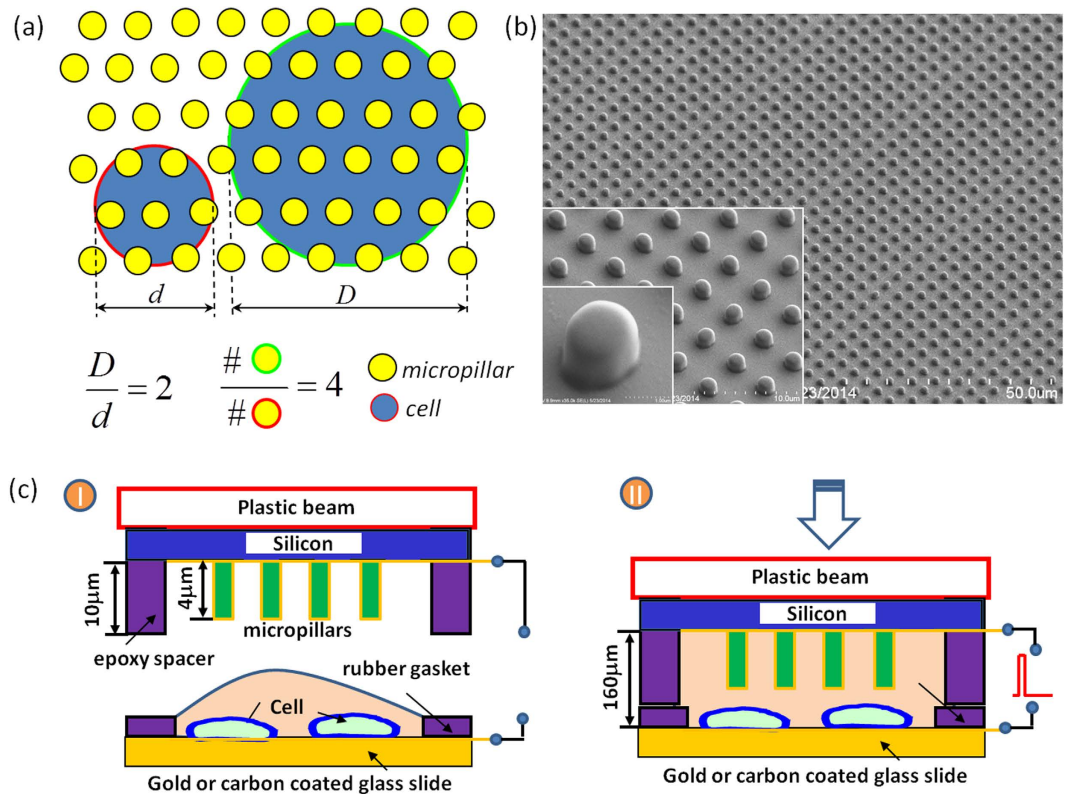 (a)
d
D
D
d
= 2
#
#
= 4
micropillar
cell
(b)
23/2014
10.0um
23/2014
50.0um
(c)
I
Plastic beam
Silicon
10μm
4μm
micropillars
epoxy spacer
rubber gasket
Cell
Gold or carbon coated glass slide
II
Plastic beam
Silicon
160μm
Gold or carbon coated glass slide